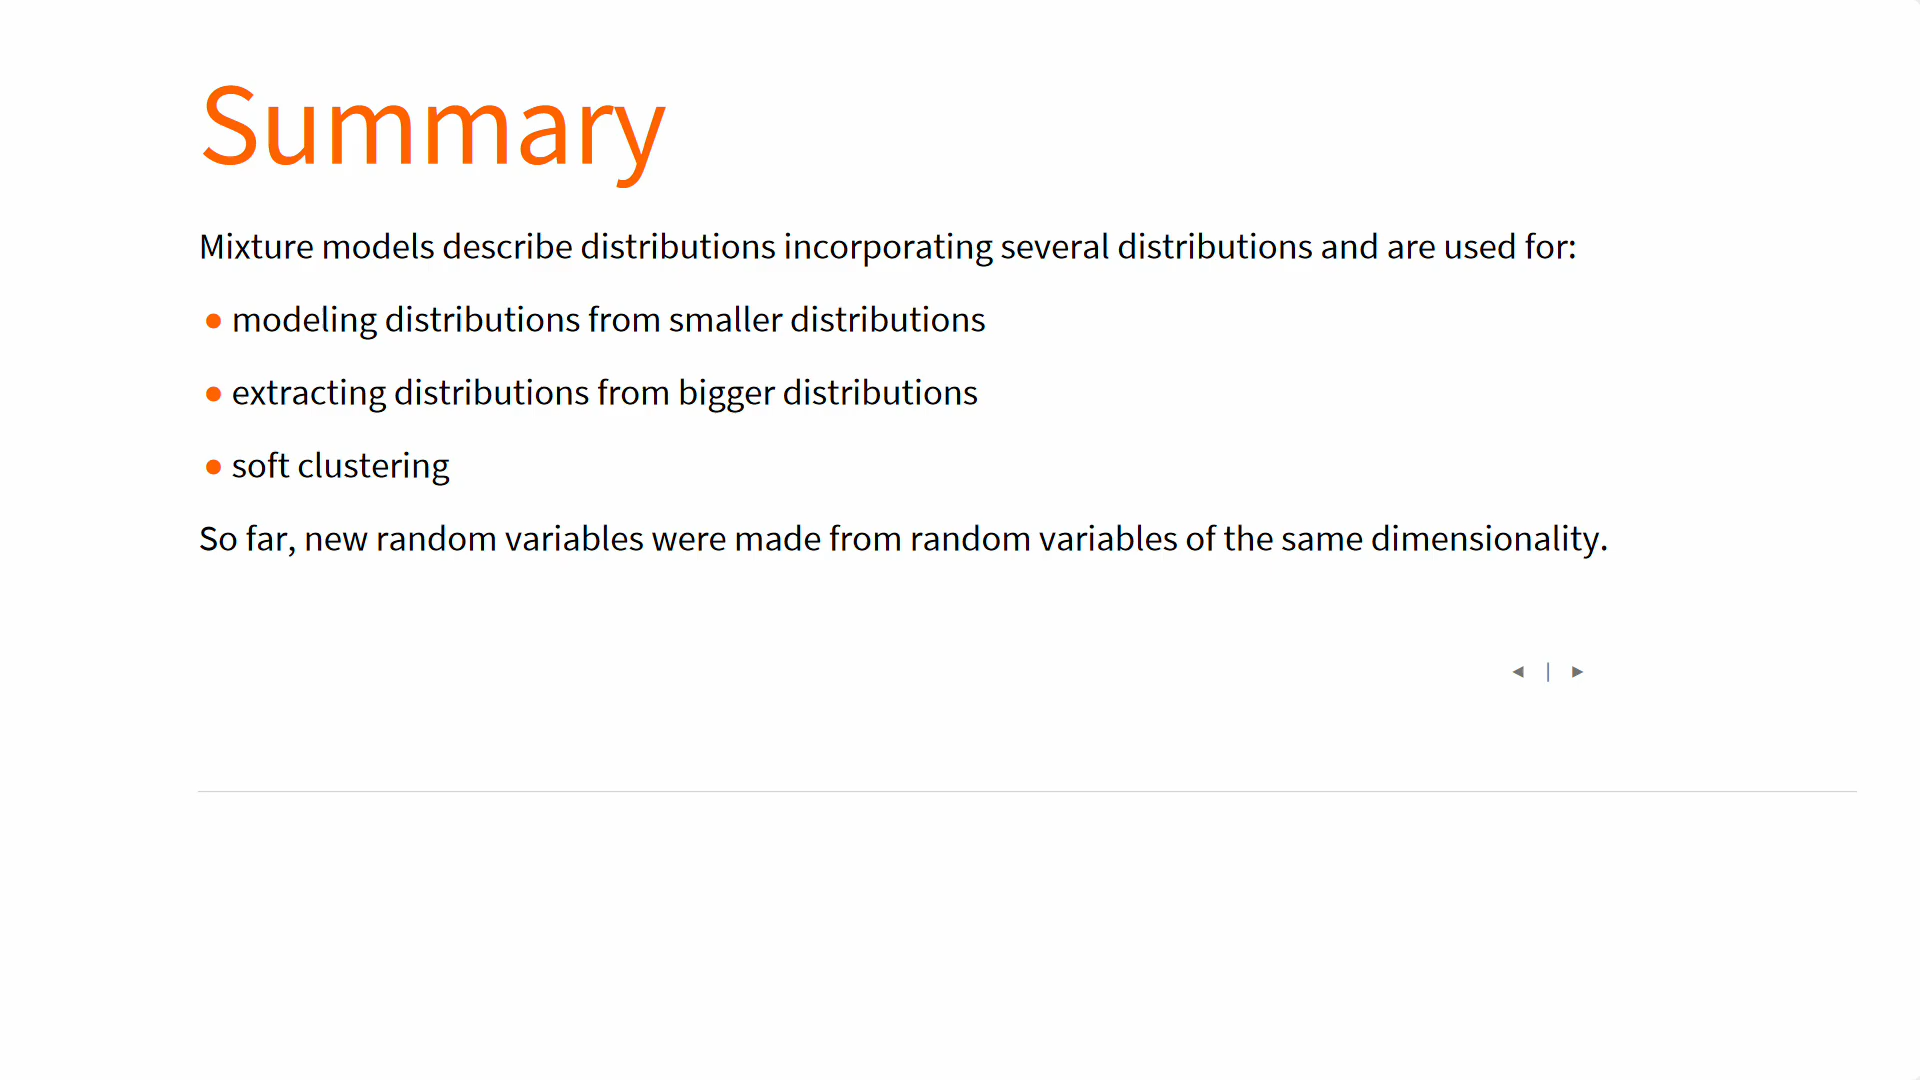 Summary
Mixture models describe distributions incorporating several distributions and are used for:
● modeling distributions from smaller distributions
● extracting distributions from bigger distributions
● soft clustering
So far, new random variables were made from random variables of the same dimensionality.
◄ | ►